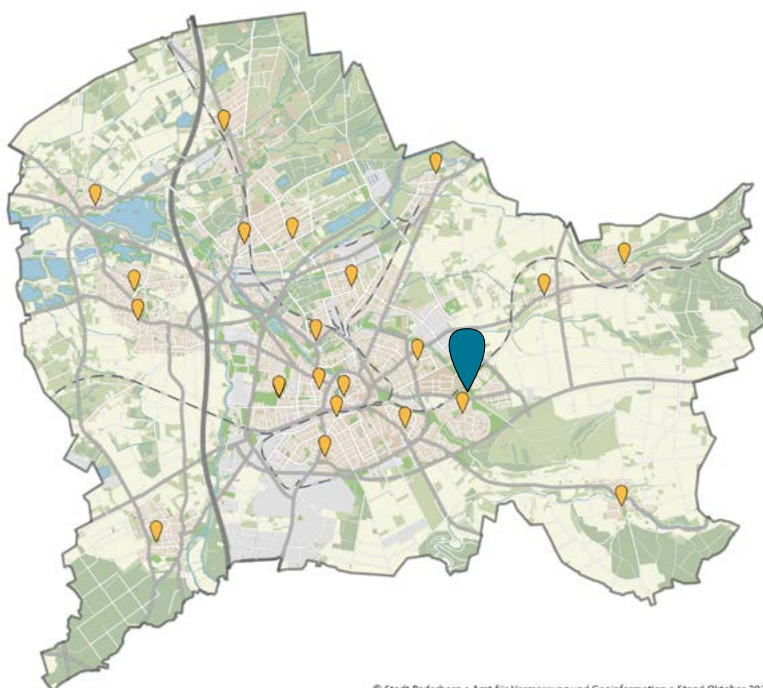 © Stadt Paderborn • Amt für Vermessung und Geoinformation • Stand Oktober